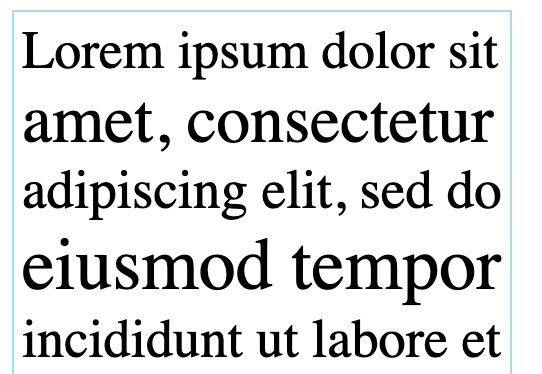 Lorem ipsum dolor sit
amet, consectetur
adipiscing elit, sed do
eiusmod tempor
incididunt ut labore et